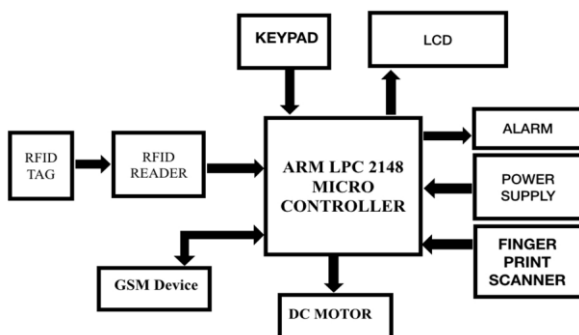 KEYPAD
LCD
RFID
TAG
RFID
READER
ARM LPC 2148
MICRO
CONTROLLER
ALARM
POWER
SUPPLY
FINGER
PRINT
SCANNER
GSM Device
DC MOTOR